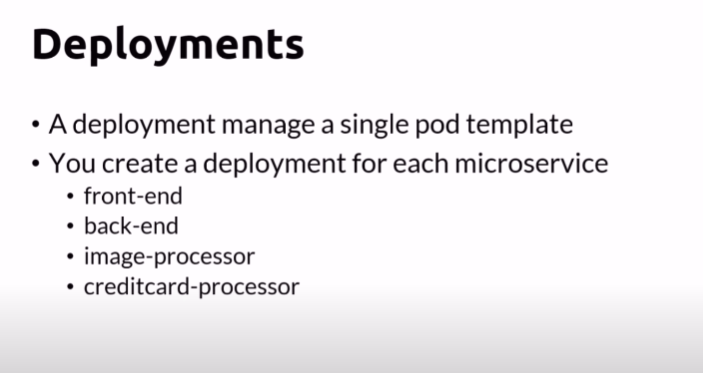 Deployments
• A deployment manage a single pod template
• You create a deployment for each microservice
• front-end
• back-end
• image-processor
• creditcard-processor